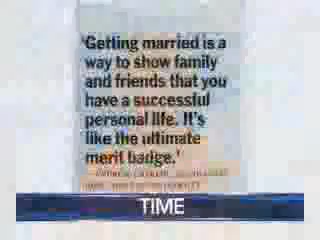 'Getting married is a
way to show family
and friends that you
have a successful
personal life. It's
like the ultimate
merit badge.'
TIME